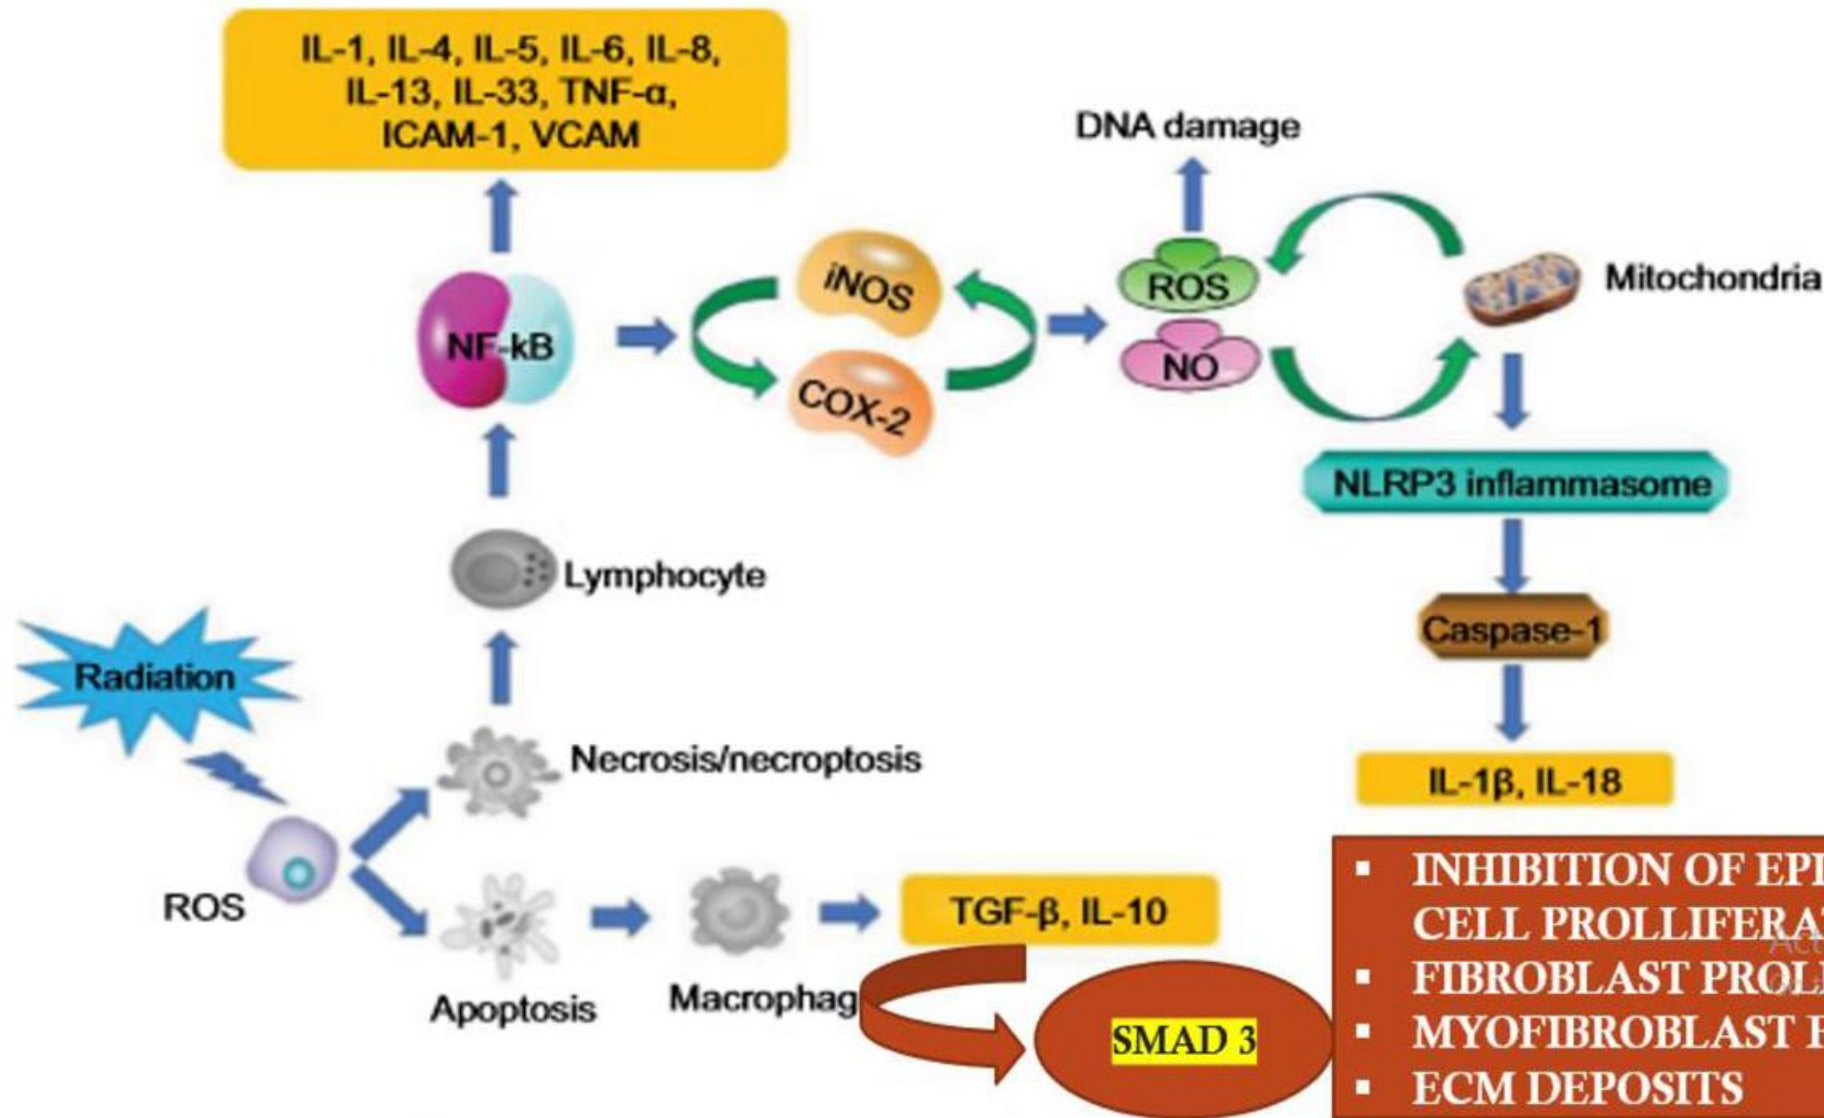 IL-1, IL-4, IL-5, IL-6, IL-8,
IL-13, IL-33, TNF-α,
ICAM-1, VCAM
DNA damage
iNOS
ROS
Mitochondria
NF-kB
NO
COX-2
NLRP3 inflammasome
Lymphocyte
Caspase-1
Radiation
Necrosis/necroptosis
IL-1β, IL-18
ROS
TGF-β, IL-10
Apoptosis
Macrophag
SMAD 3
▪ INHIBITION OF EPI
CELL PROLLIFERA
▪ FIBROBLAST PROL
▪ MYOFIBROBLAST
▪ ECM DEPOSITS